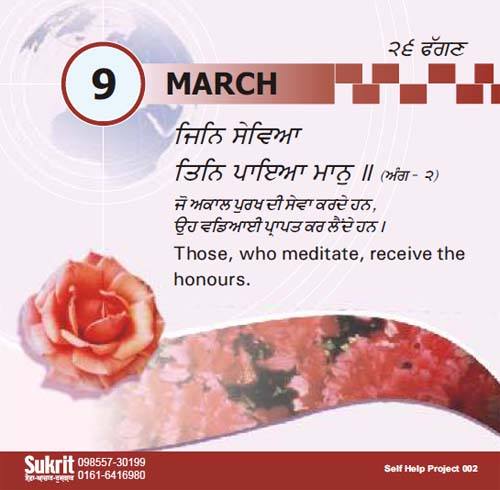 ੨੬ ਫੱਗਣ
9 MARCH
ਜਿਨਿ ਸੇਵਿਆ
ਤਿਨਿ ਪਾਇਆ ਮਾਨੁ ॥ (ਅੰਗ - ੨)
ਜੋ ਅਕਾਲ ਪੁਰਖ ਦੀ ਸੇਵਾ ਕਰਦੇ ਹਨ,
ਉਹ ਵਡਿਆਈ ਪ੍ਰਾਪਤ ਕਰ ਲੈਂਦੇ ਹਨ।
Those, who meditate, receive the
honours.
Sukrit 098557-30199
0161-6416980
Self Help Project 002